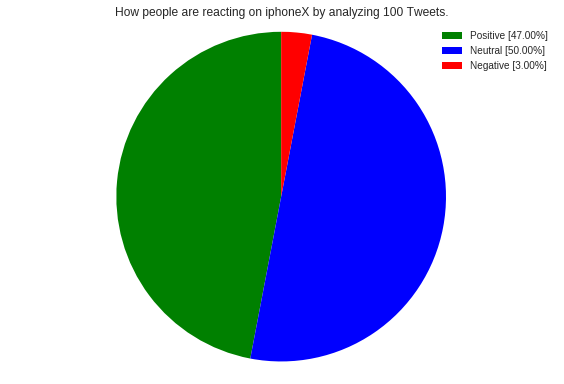 How people are reacting on iphoneX by analyzing 100 Tweets.
Positive [47.00%]
Neutral [50.00%]
Negative [3.00%]